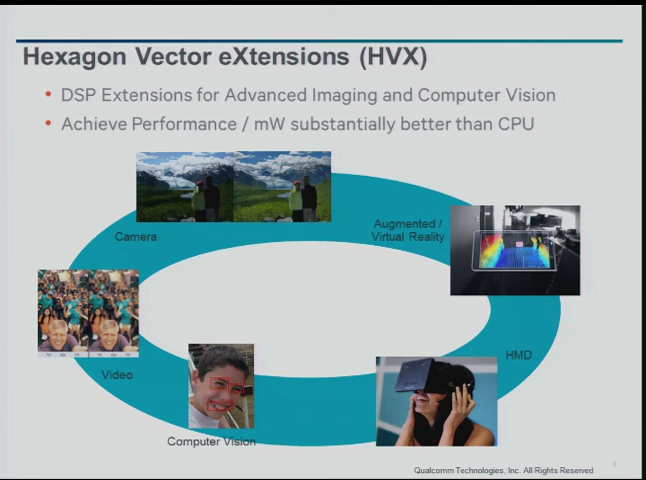 Hexagon Vector eXtensions (HVX)
• DSP Extensions for Advanced Imaging and Computer Vision
• Achieve Performance / mW substantially better than CPU
Camera
Augmented /
Virtual Reality
Video
HMD
Computer Vision
Qualcomm Technologies, Inc. All Rights Reserved